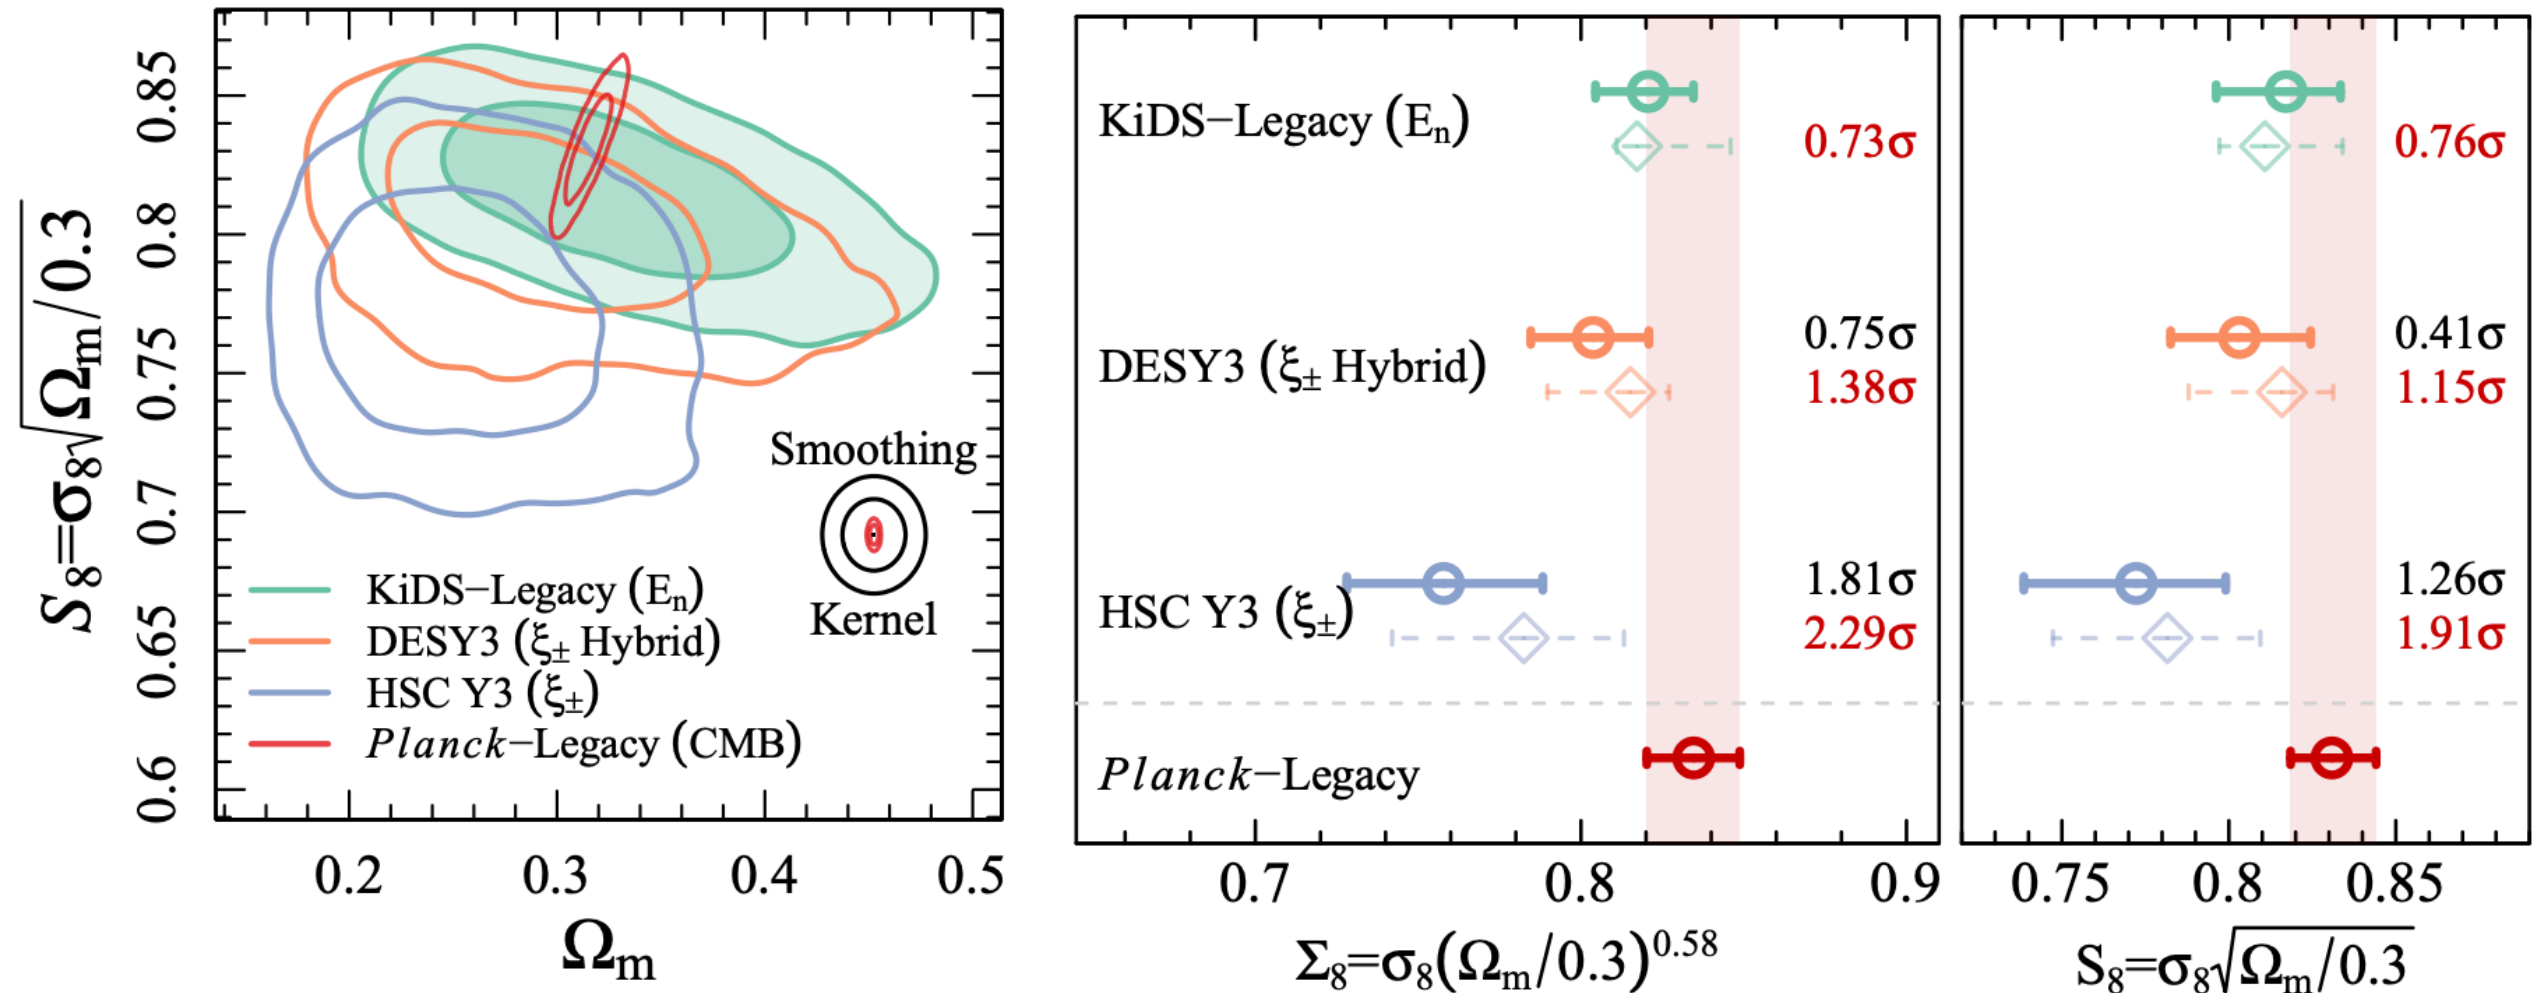 S₈=σ₈√Ωₘ/0.3
0.85
0.8
0.75
0.7
0.65
0.6
Smoothing
Kernel
KiDS−Legacy (Eₙ)
DESY3 (ξ± Hybrid)
HSC Y3 (ξ±)
Planck−Legacy (CMB)
0.2 0.3 0.4 0.5
Ωₘ
KiDS−Legacy (Eₙ)
0.73σ
DESY3 (ξ± Hybrid)
0.75σ
1.38σ
HSC Y3 (ξ±)
1.81σ
2.29σ
Planck−Legacy
0.7 0.8 0.9
Σ₈=σ₈(Ωₘ/0.3)⁰·⁵⁸
0.76σ
0.41σ
1.15σ
1.26σ
1.91σ
0.75 0.8 0.85
S₈=σ₈√Ωₘ/0.3